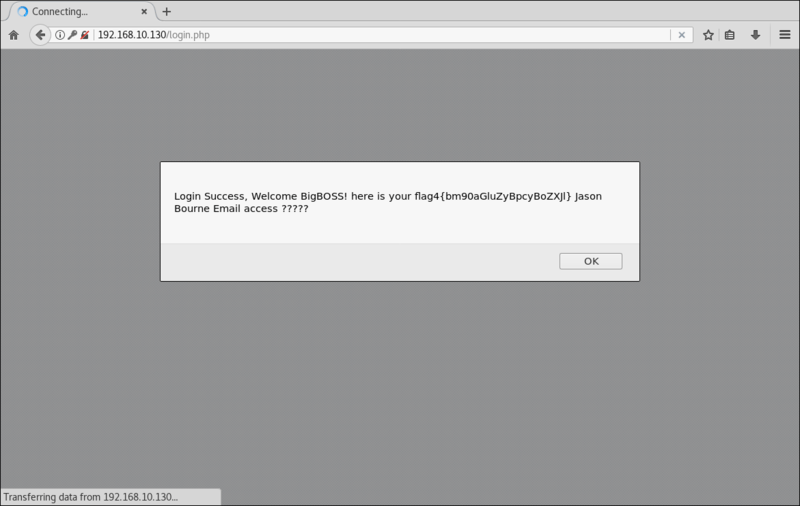 Connecting...
192.168.10.130/login.php
Login Success, Welcome BigBOSS! here is your flag4{bm90aGluZyBpcyBoZXJl} Jason
Bourne Email access ?????
OK
Transferring data from 192.168.10.130...